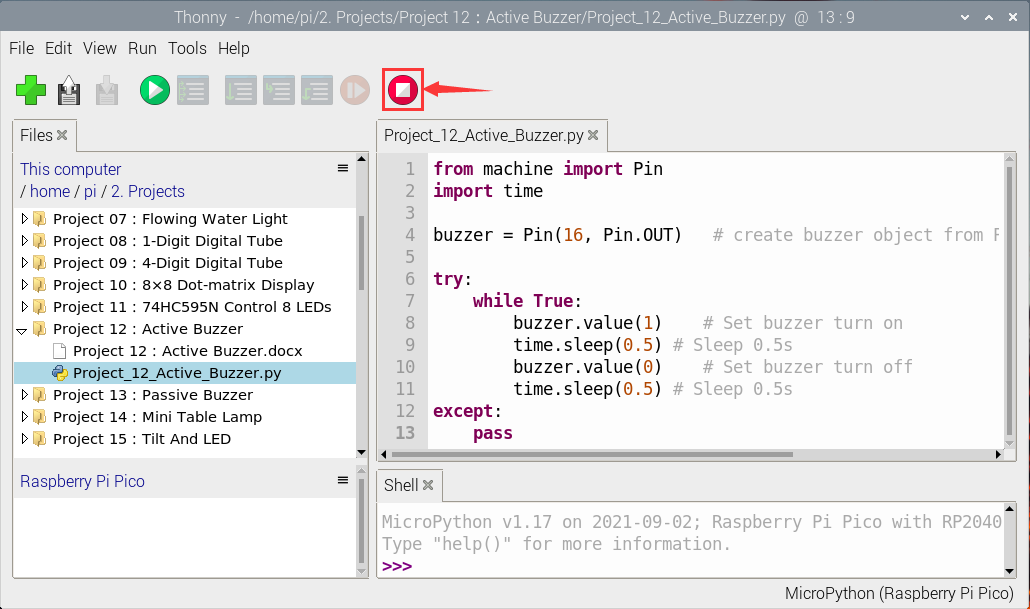 Thonny - /home/pi/2. Projects/Project 12 : Active Buzzer/Project_12_Active_Buzzer.py @ 13 : 9
File Edit View Run Tools Help
Files
This computer
/ home / pi / 2. Projects
Project 07 : Flowing Water Light
Project 08 : 1-Digit Digital Tube
Project 09 : 4-Digit Digital Tube
Project 10 : 8×8 Dot-matrix Display
Project 11 : 74HC595N Control 8 LEDs
Project 12 : Active Buzzer
Project 12 : Active Buzzer.docx
Project_12_Active_Buzzer.py
Project 13 : Passive Buzzer
Project 14 : Mini Table Lamp
Project 15 : Tilt And LED
Raspberry Pi Pico
Project_12_Active_Buzzer.py
1 from machine import Pin
2 import time
3
4 buzzer = Pin(16, Pin.OUT) # create buzzer object from
5
6 try:
7 while True:
8 buzzer.value(1) # Set buzzer turn on
9 time.sleep(0.5) # Sleep 0.5s
10 buzzer.value(0) # Set buzzer turn off
11 time.sleep(0.5) # Sleep 0.5s
12 except:
13 pass
Shell
MicroPython v1.17 on 2021-09-02; Raspberry Pi Pico with RP2040
Type "help()" for more information.
>>>
MicroPython (Raspberry Pi Pico)